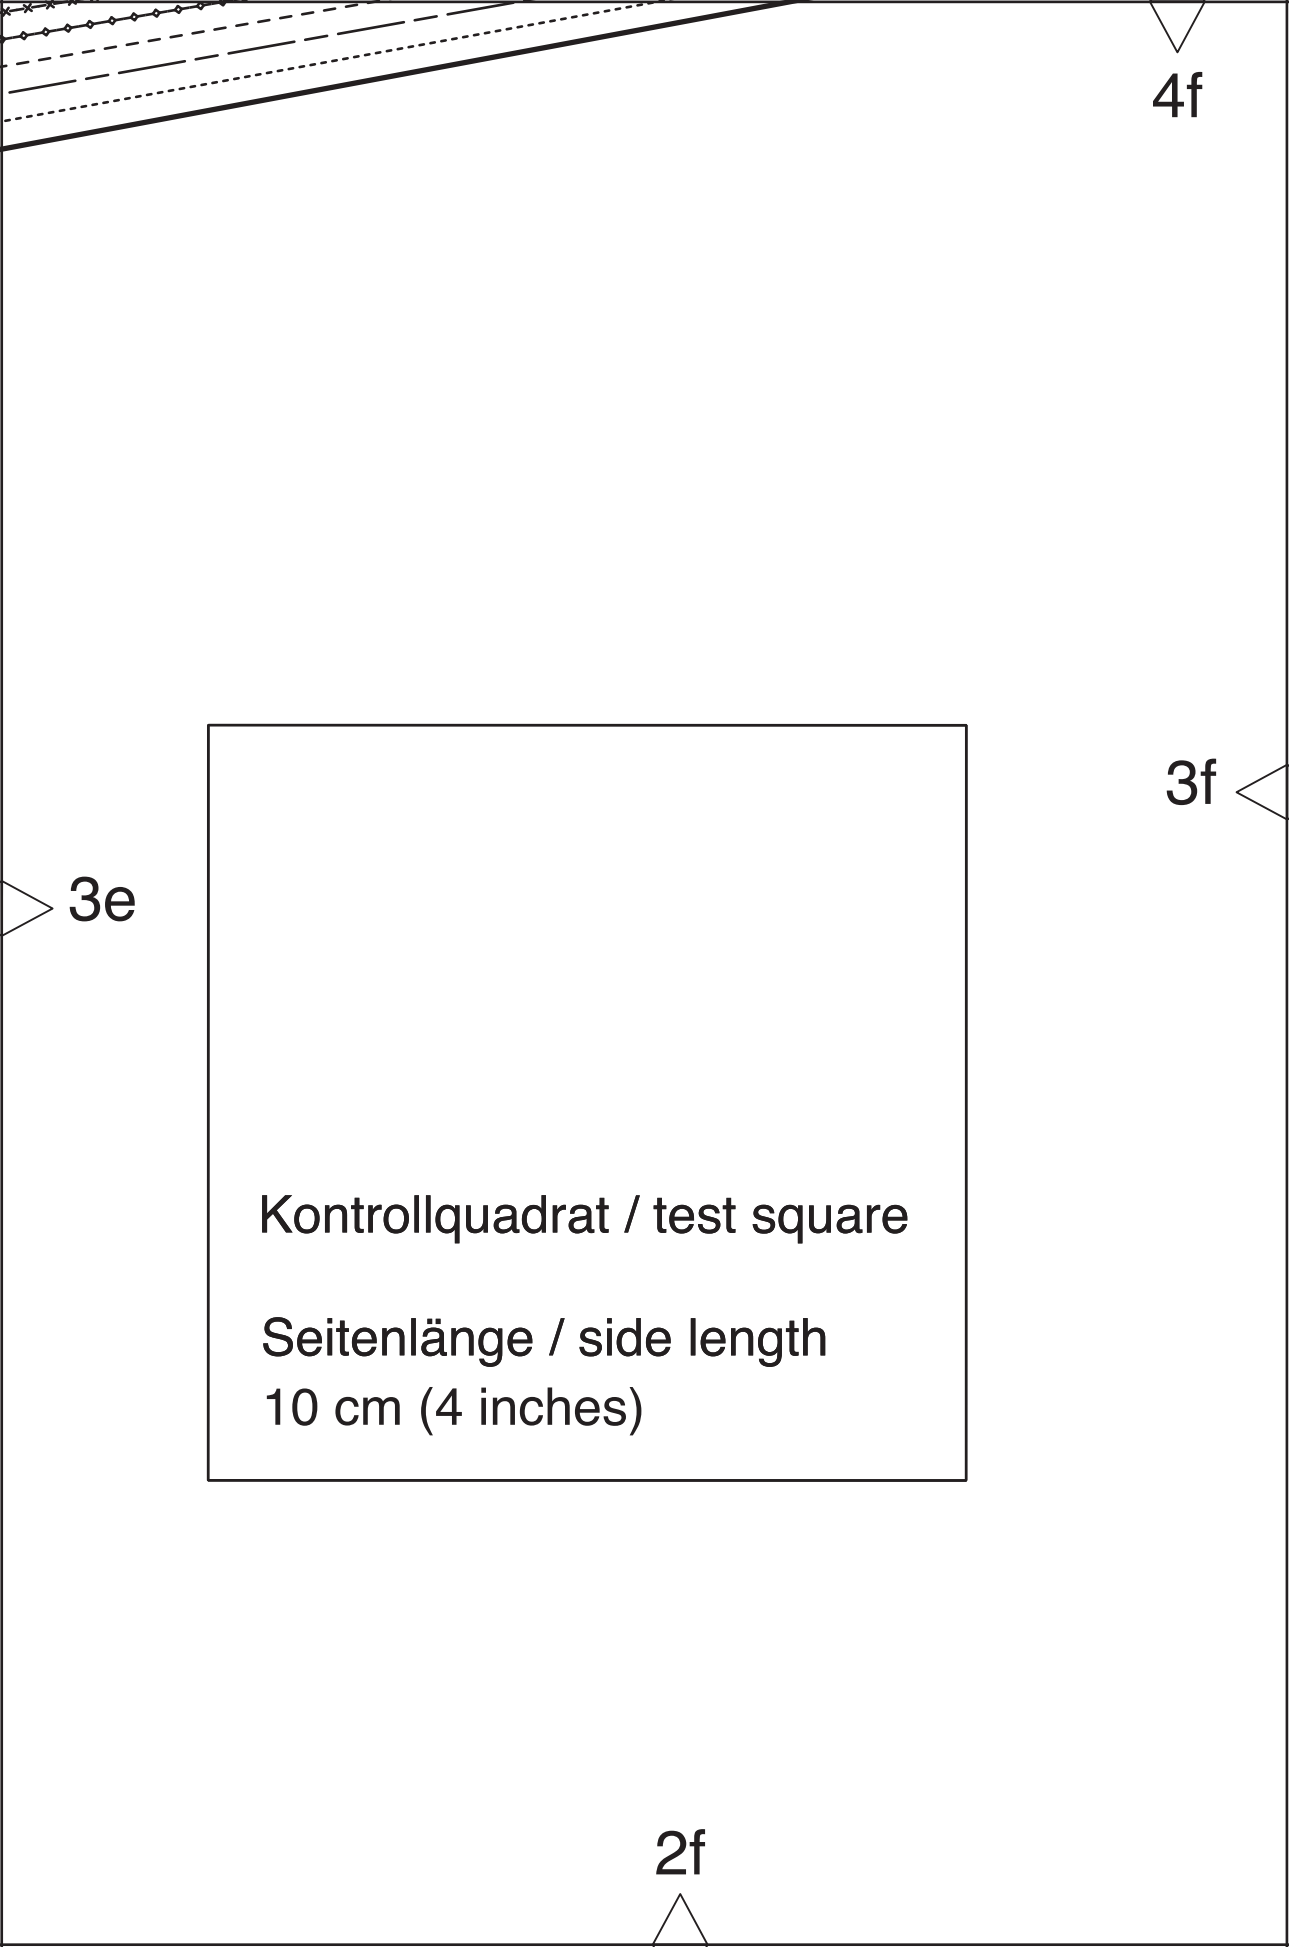 4f
3f
3e
Kontrollquadrat / test square
Seitenlänge / side length
10 cm (4 inches)
2f